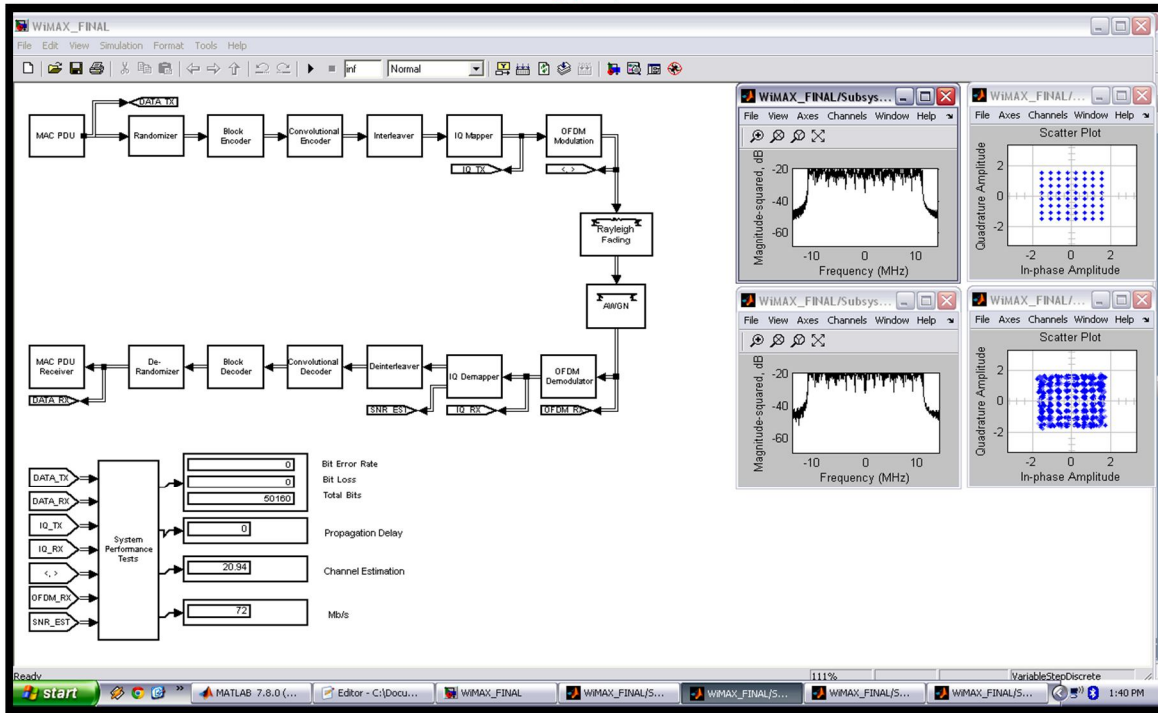 WiMAX_FINAL
File Edit View Simulation Format Tools Help
inf Normal
DATA_TX
MAC PDU
Randomizer
Block
Encoder
Convolutional
Encoder
Interleaver
IQ Mapper
OFDM
Modulation
IQ_TX
<, >
Rayleigh
Fading
AWGN
MAC PDU
Receiver
De-
Randomizer
Block
Decoder
Convolutional
Decoder
Deinterleaver
IQ Demapper
OFDM
Demodulator
DATA_RX
SNR_EST
IQ_RX
OFDM_RX
DATA_TX
DATA_RX
IQ_TX
IQ_RX
<, >
OFDM_RX
SNR_EST
System
Performance
Tests
0 Bit Error Rate
0 Bit Loss
50160 Total Bits
0 Propagation Delay
20.94 Channel Estimation
72 Mb/s
WiMAX_FINAL/Subsys...
File View Axes Channels Window Help
Magnitude-squared, dB
-20
-40
-60
-10 0 10
Frequency (MHz)
WiMAX_FINAL/...
File Axes Channels Window Help
Scatter Plot
Quadrature Amplitude
2
0
-2
-2 0 2
In-phase Amplitude
WiMAX_FINAL/Subsys...
File View Axes Channels Window Help
Magnitude-squared, dB
-20
-40
-60
-10 0 10
Frequency (MHz)
WiMAX_FINAL/...
File Axes Channels Window Help
Scatter Plot
Quadrature Amplitude
2
0
-2
-2 0 2
In-phase Amplitude
Ready 111% VariableStepDiscrete
start » MATLAB 7.8.0 (... Editor - C:\Docu... WiMAX_FINAL WiMAX_FINAL/S... WiMAX_FINAL/S... WiMAX_FINAL/S... WiMAX_FINAL/S... 1:40 PM